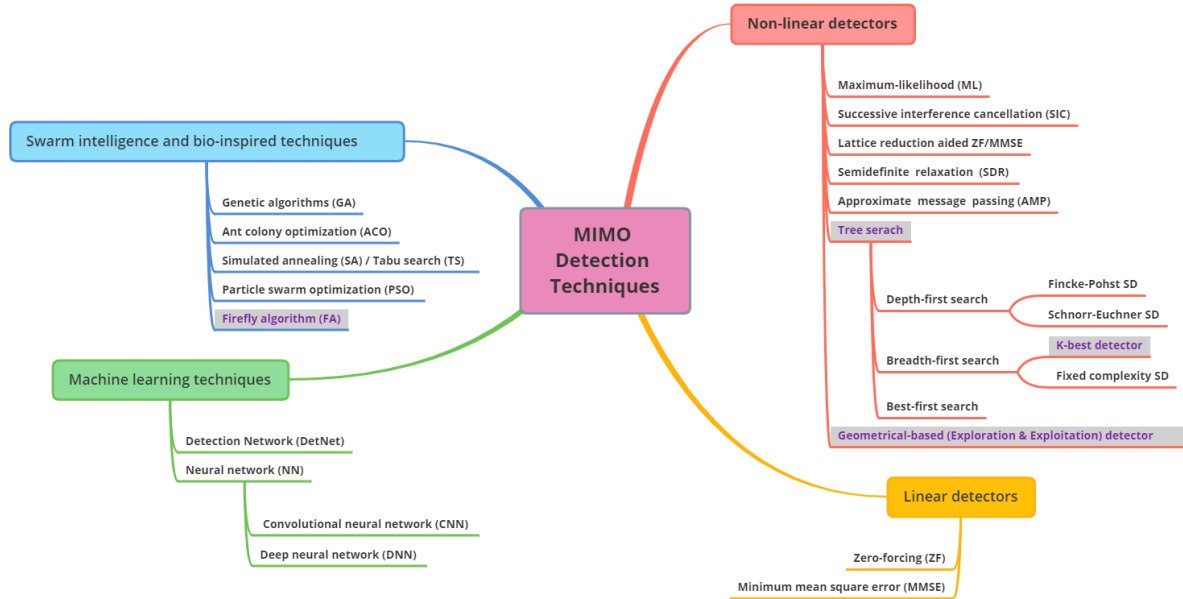 MIMO
Detection
Techniques
Non-linear detectors
Maximum-likelihood (ML)
Successive interference cancellation (SIC)
Lattice reduction aided ZF/MMSE
Semidefinite relaxation (SDR)
Approximate message passing (AMP)
Tree serach
Depth-first search
Fincke-Pohst SD
Schnorr-Euchner SD
Breadth-first search
K-best detector
Fixed complexity SD
Best-first search
Geometrical-based (Exploration & Exploitation) detector
Linear detectors
Zero-forcing (ZF)
Minimum mean square error (MMSE)
Swarm intelligence and bio-inspired techniques
Genetic algorithms (GA)
Ant colony optimization (ACO)
Simulated annealing (SA) / Tabu search (TS)
Particle swarm optimization (PSO)
Firefly algorithm (FA)
Machine learning techniques
Detection Network (DetNet)
Neural network (NN)
Convolutional neural network (CNN)
Deep neural network (DNN)